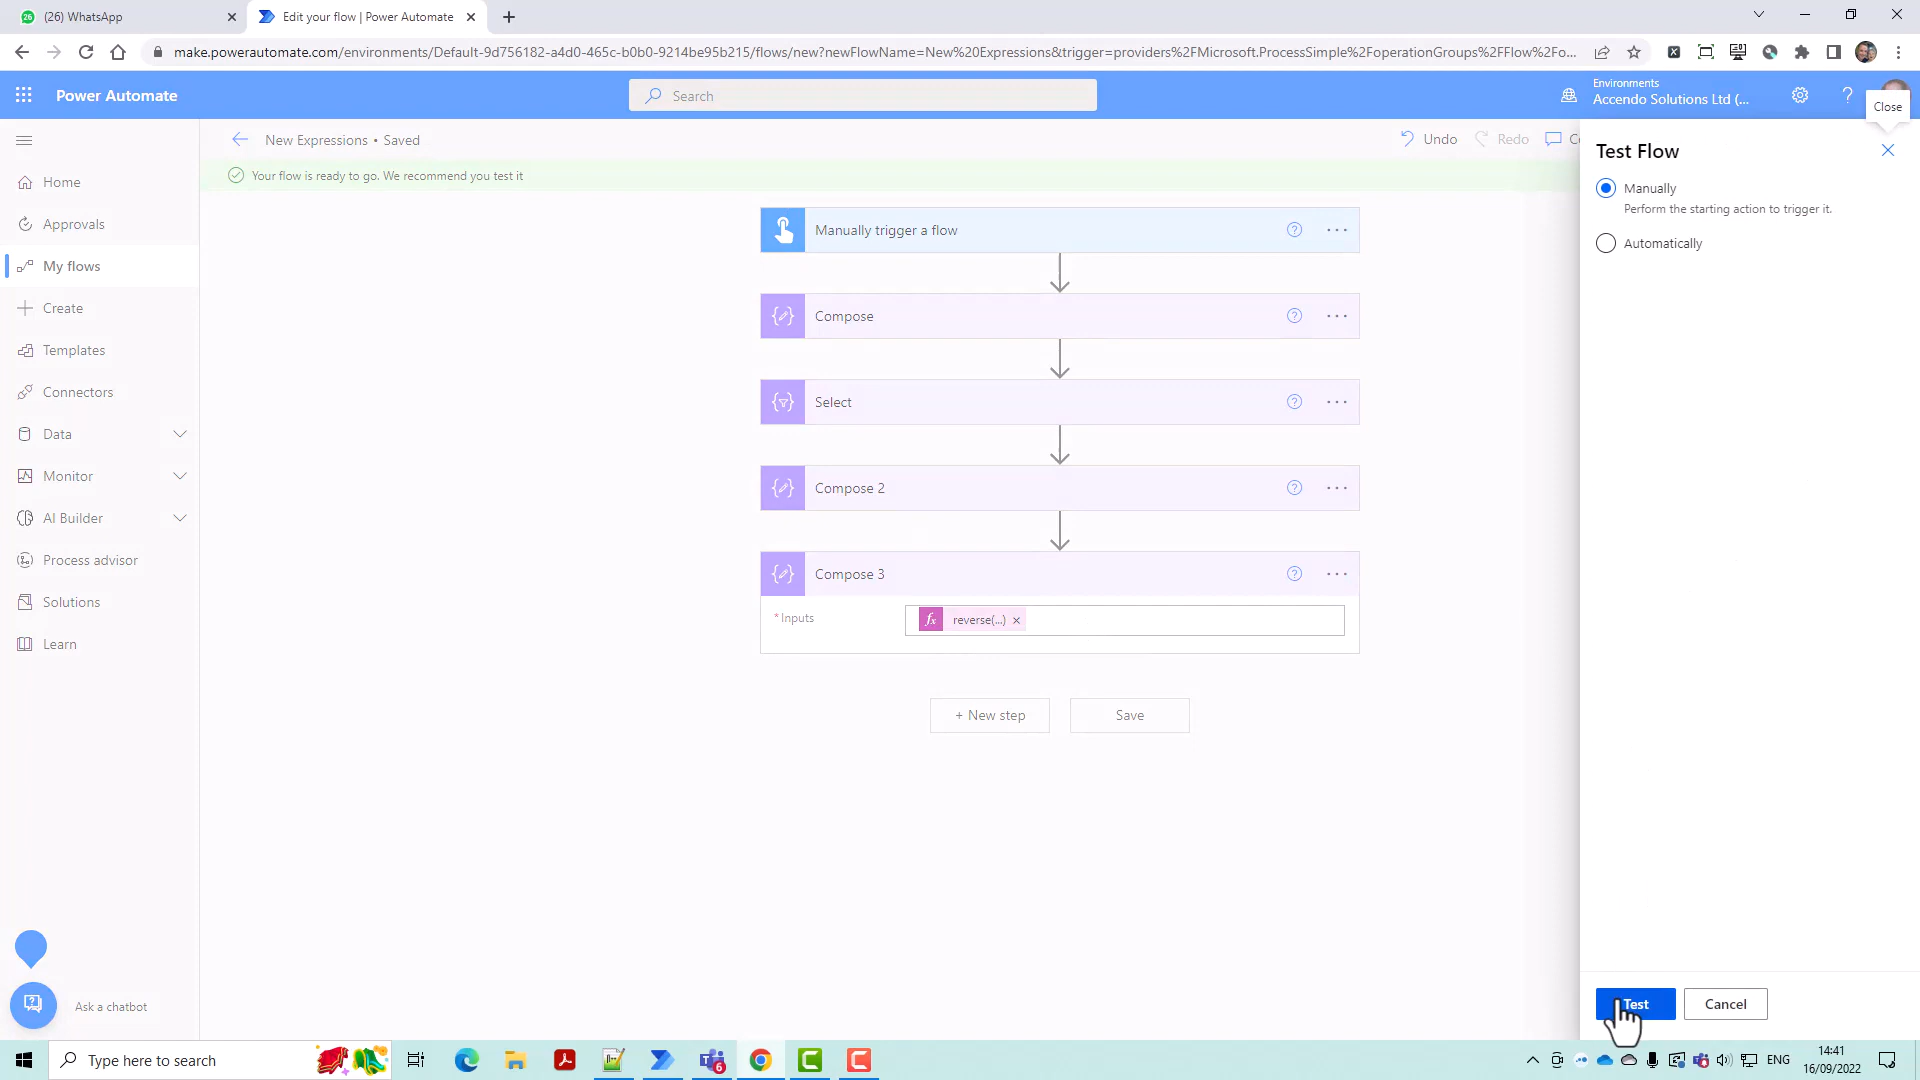 (26) WhatsApp
Edit your flow | Power Automate
make.powerautomate.com/environments/Default-9d756182-a4d0-465c-b0b0-9214be95b215/flows/new?newFlowName=New%20Expressions&trigger=providers%2FMicrosoft.ProcessSimple%2FoperationGroups%2FFlow%2Fo...
Power Automate
Search
Environments
Accendo Solutions Ltd (...
Close
New Expressions • Saved
Undo
Redo
Your flow is ready to go. We recommend you test it
Home
Approvals
My flows
Create
Templates
Connectors
Data
Monitor
AI Builder
Process advisor
Solutions
Learn
Ask a chatbot
Manually trigger a flow
Compose
Select
Compose 2
Compose 3
* Inputs
fx reverse(...) ×
+ New step
Save
Test Flow
Manually
Perform the starting action to trigger it.
Automatically
Test
Cancel
Type here to search
6
ENG
14:41
16/09/2022